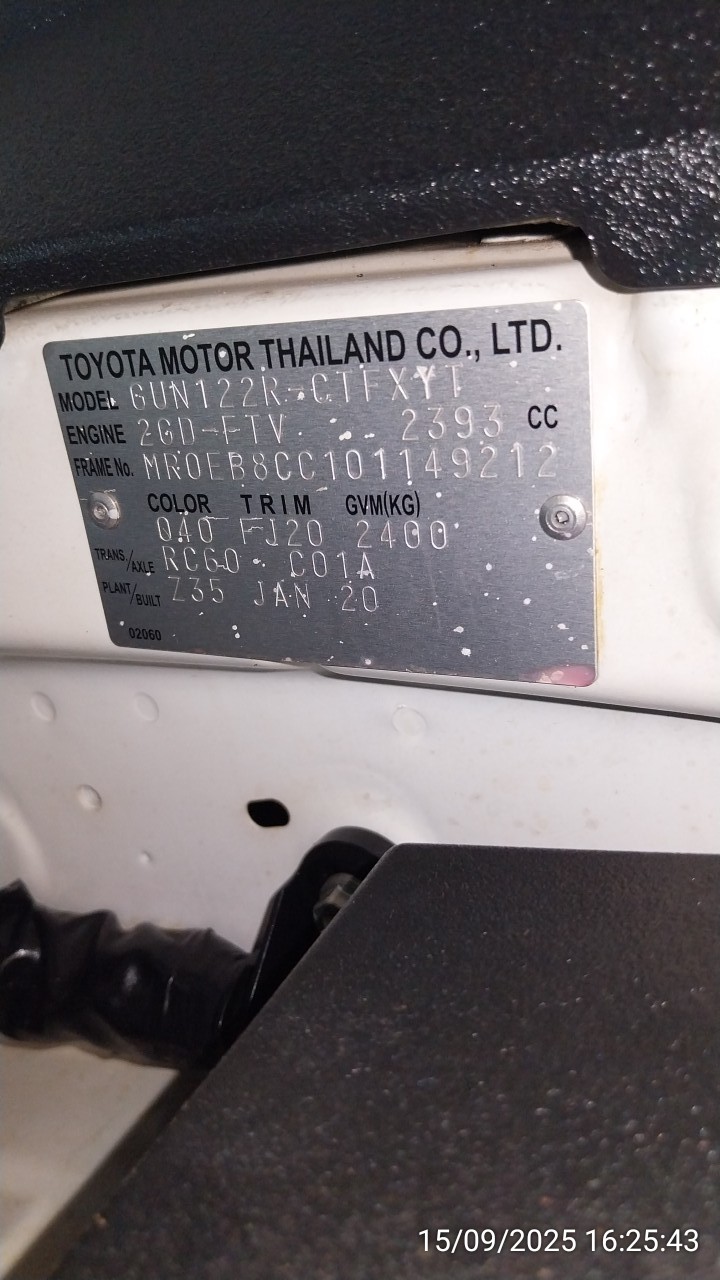 TOYOTA MOTOR THAILAND CO., LTD.
MODEL GUN122R-CTFXYT
ENGINE 2GD-FTV 2393 CC
FRAME No. MR0EB8CC101149212
COLOR TRIM GVM(KG)
040 FJ20 2400
TRANS/AXLE RC60 C01A
PLANT/BUILT Z35 JAN 20
02060
15/09/2025 16:25:43